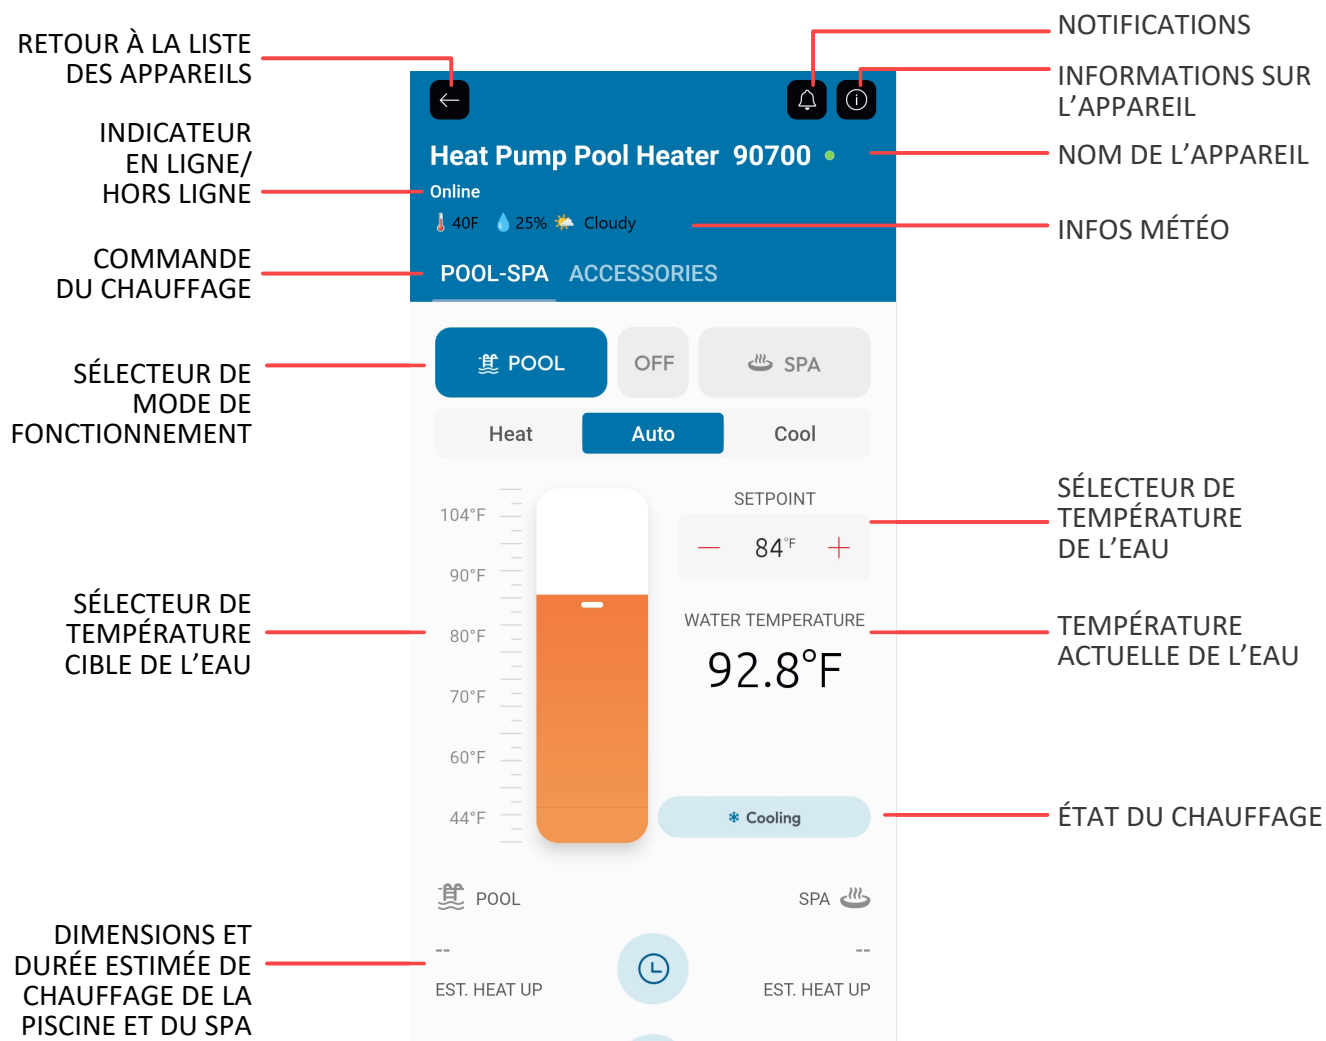 RETOUR À LA LISTE
DES APPAREILS
INDICATEUR
EN LIGNE/
HORS LIGNE
COMMANDE
DU CHAUFFAGE
SÉLECTEUR DE
MODE DE
FONCTIONNEMENT
SÉLECTEUR DE
TEMPÉRATURE
CIBLE DE L'EAU
DIMENSIONS ET
DURÉE ESTIMÉE DE
CHAUFFAGE DE LA
PISCINE ET DU SPA
Heat Pump Pool Heater 90700
Online
40F 25% Cloudy
POOL-SPA ACCESSORIES
POOL OFF SPA
Heat Auto Cool
SETPOINT
84°F
WATER TEMPERATURE
92.8°F
104°F
90°F
80°F
70°F
60°F
44°F
Cooling
POOL SPA
-- --
EST. HEAT UP EST. HEAT UP
NOTIFICATIONS
INFORMATIONS SUR
L'APPAREIL
NOM DE L'APPAREIL
INFOS MÉTÉO
SÉLECTEUR DE
TEMPÉRATURE
DE L'EAU
TEMPÉRATURE
ACTUELLE DE L'EAU
ÉTAT DU CHAUFFAGE